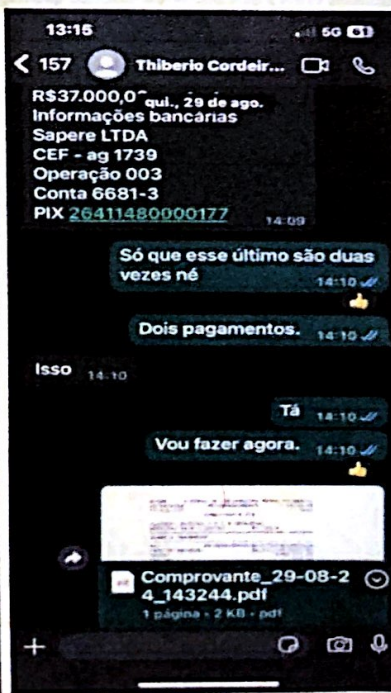 13:15
5G 61
157 Thiberio Cordeir...
R$37.000,0
qui., 29 de ago.
Informações bancárias
Sapere LTDA
CEF - ag 1739
Operação 003
Conta 6681-3
PIX 26411480000177
14:09
Só que esse último são duas
vezes né
14:10
Dois pagamentos. 14:10
Isso 14:10
Tá 14:10
Vou fazer agora. 14:10
Comprovante_29-08-2
4_143244.pdf
1 página • 2 KB • pdf